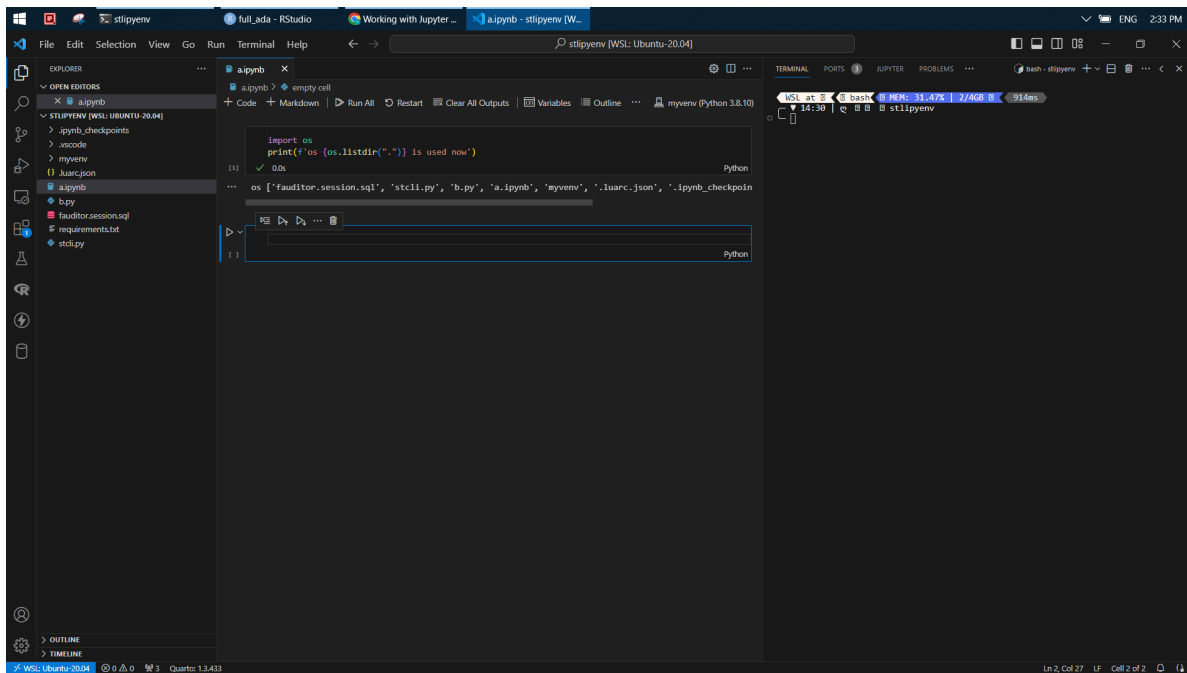 stlipyenv
full_ada - RStudio
Working with Jupyter ...
a.ipynb - stlipyenv [W...
ENG
2:33 PM
File Edit Selection View Go Run Terminal Help
stlipyenv [WSL: Ubuntu-20.04]
EXPLORER
OPEN EDITORS
a.ipynb
STLIPYENV [WSL: UBUNTU-20.04]
.ipynb_checkpoints
.vscode
myvenv
{} .luarc.json
a.ipynb
b.py
fauditor.session.sql
requirements.txt
stcli.py
OUTLINE
TIMELINE
a.ipynb
a.ipynb > empty cell
+ Code + Markdown | Run All Restart Clear All Outputs | Variables Outline ... myvenv (Python 3.8.10)
import os
print(f'os {os.listdir(".")} is used now')
[1] ✓ 0.0s Python
... os ['fauditor.session.sql', 'stcli.py', 'b.py', 'a.ipynb', 'myvenv', '.luarc.json', '.ipynb_checkpoin
[ ] Python
TERMINAL PORTS 3 JUPYTER PROBLEMS ...
bash - stlipyenv
WSL at bash MEM: 31.47% | 2/4GB 914ms
14:30 | stlipyenv
WSL: Ubuntu-20.04 0 0 3 Quarto: 1.3.433
Ln 2, Col 27 LF Cell 2 of 2